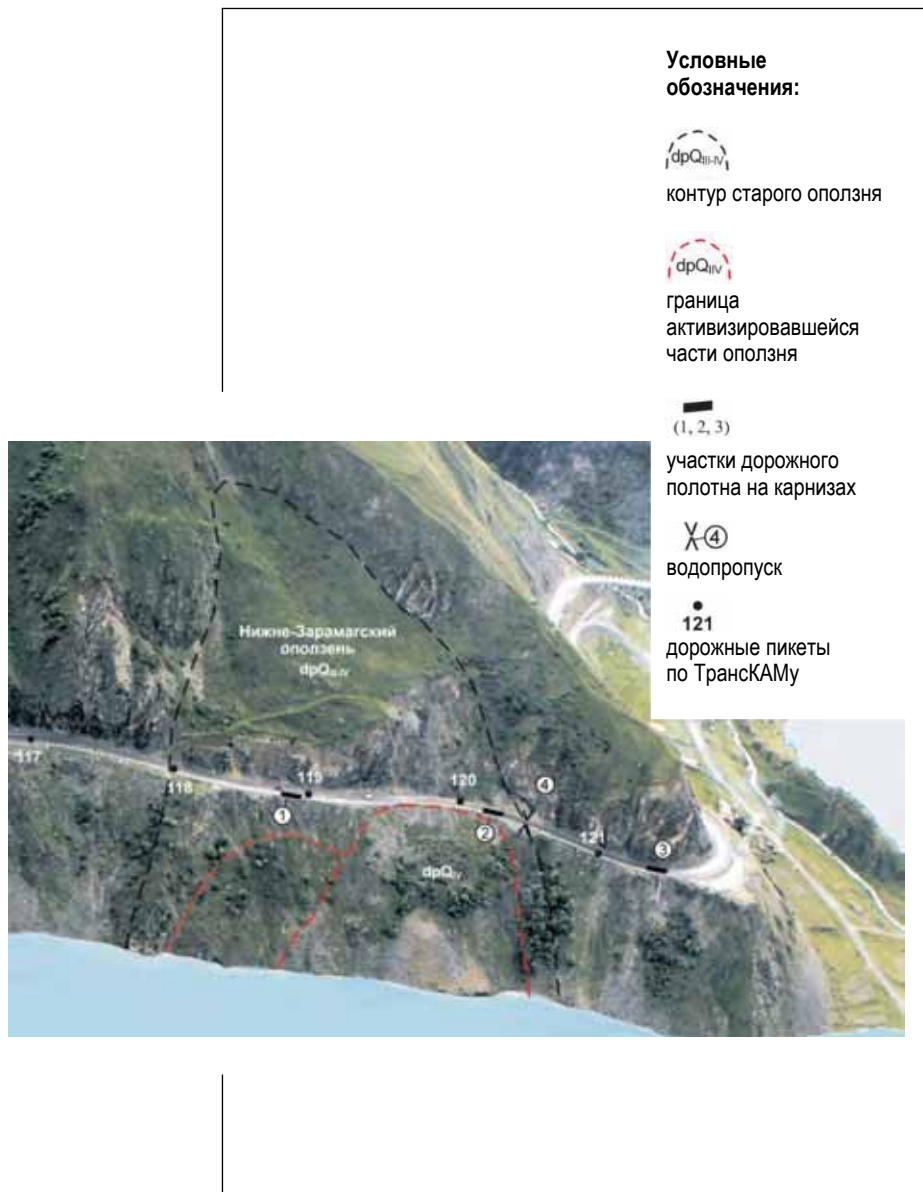 Условные
обозначения:
dpQIII-IV
контур старого оползня
dpQIIV
граница
активизировавшейся
части оползня
(1, 2, 3)
участки дорожного
полотна на карнизах
4
водопропуск
121
дорожные пикеты
по ТрансКАМу
Нижне-Зарамагский
оползень
dpQII-IV
117
118
119
120
4
1
2
121
3
dpQIV